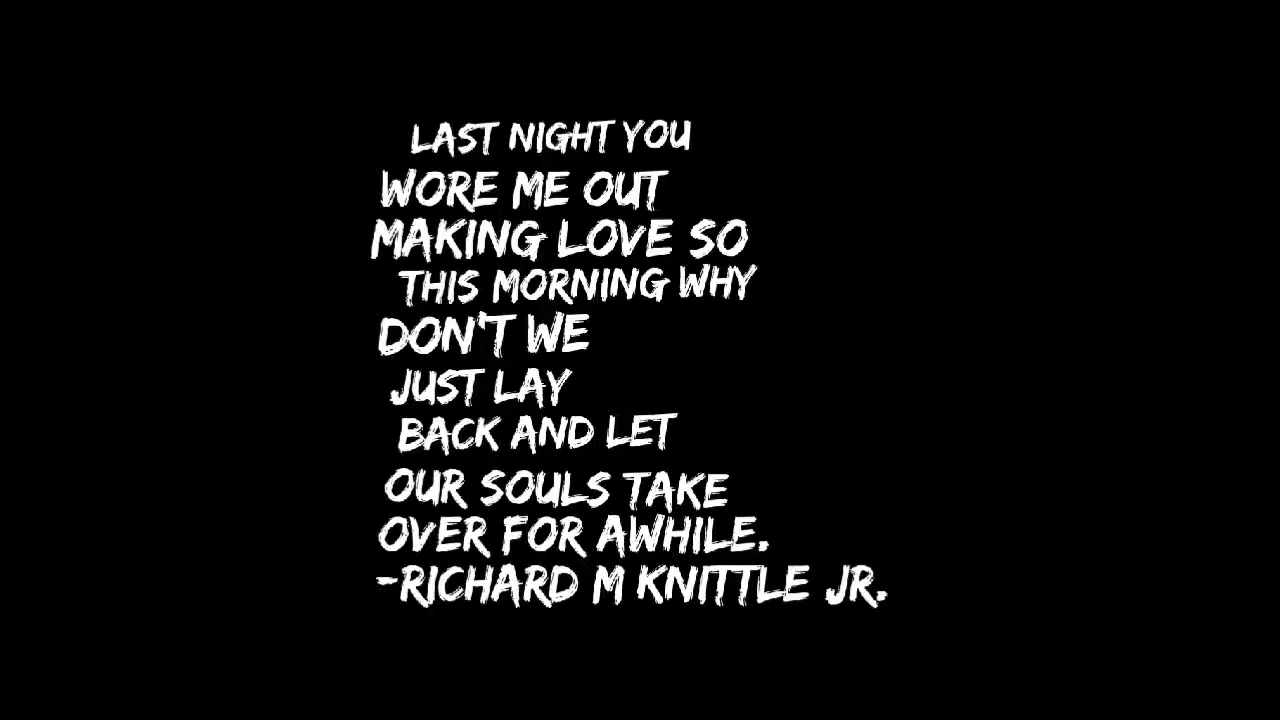 LAST NIGHT YOU
WORE ME OUT
MAKING LOVE SO
THIS MORNING WHY
DON'T WE
JUST LAY
BACK AND LET
OUR SOULS TAKE
OVER FOR AWHILE.
-RICHARD M KNITTLE JR.